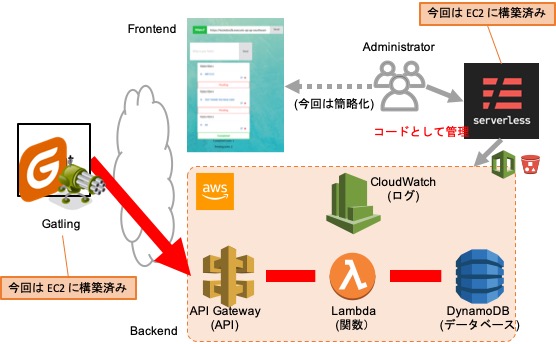 今回は EC2 に構築済み
Frontend
Administrator
(今回は簡略化)
serverless
コードとして管理
aws
CloudWatch
(ログ)
Gatling
今回は EC2 に構築済み
API Gateway
(API)
Lambda
(関数)
DynamoDB
(データベース)
Backend